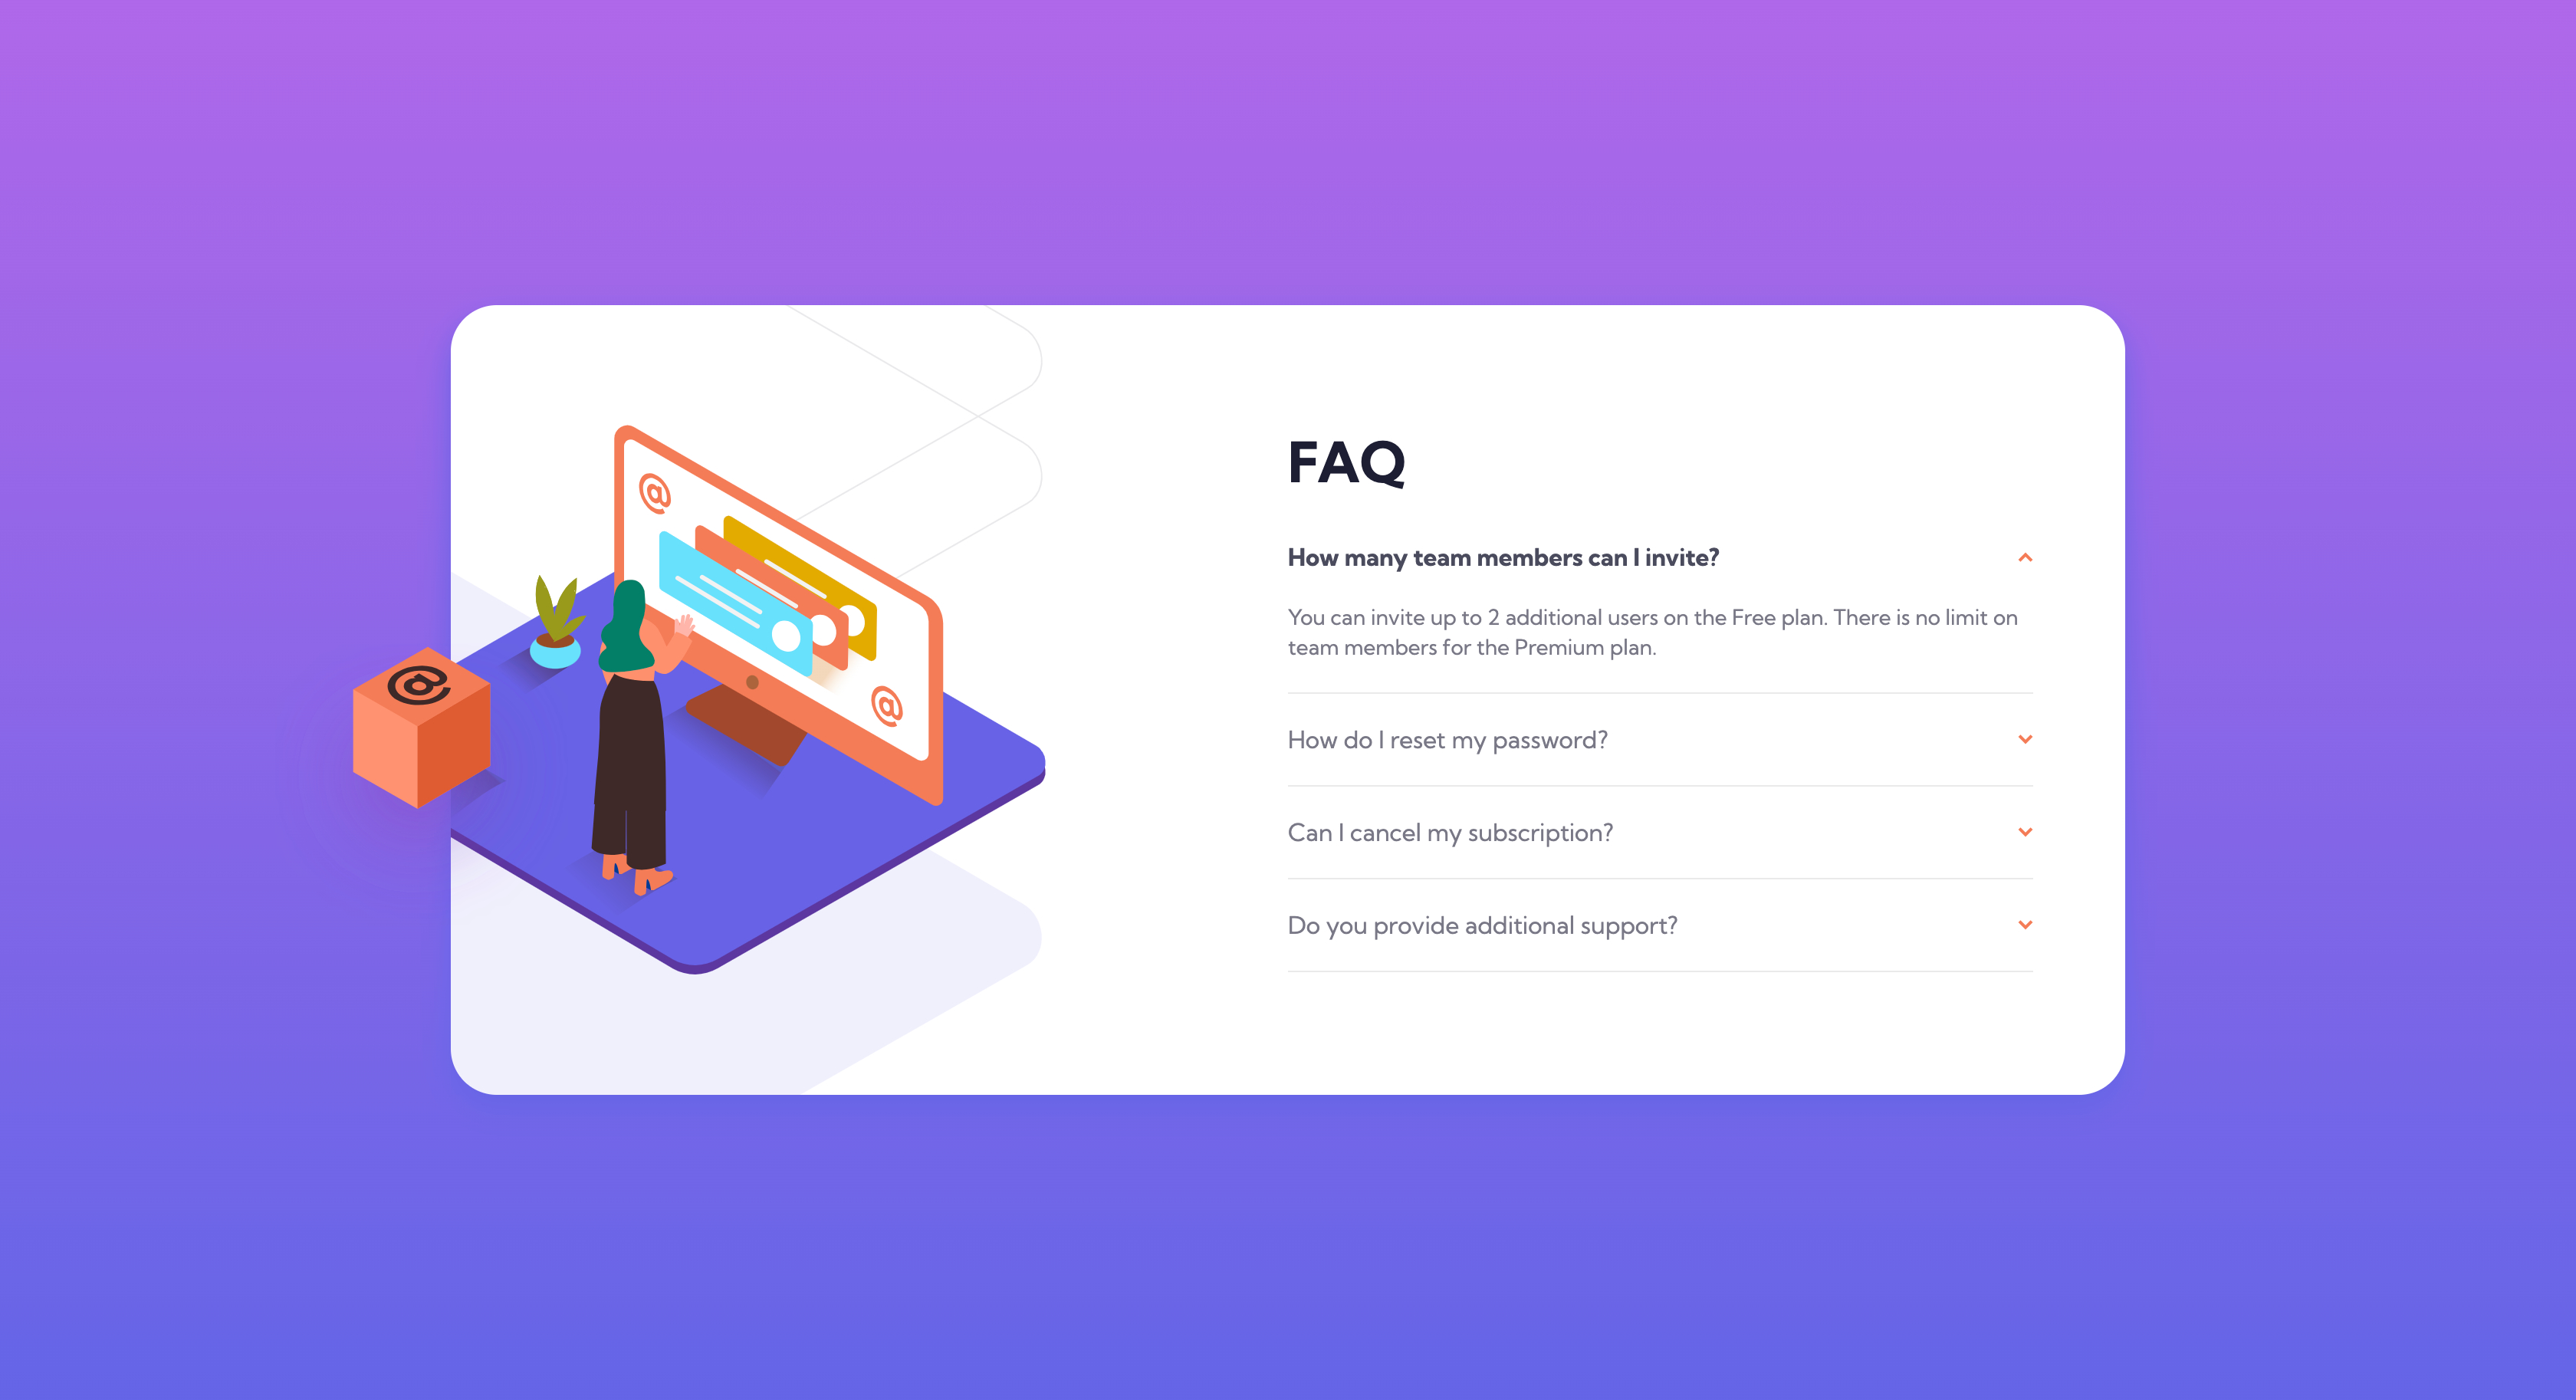 @
@
@
FAQ
How many team members can I invite?
You can invite up to 2 additional users on the Free plan. There is no limit on
team members for the Premium plan.
How do I reset my password?
Can I cancel my subscription?
Do you provide additional support?